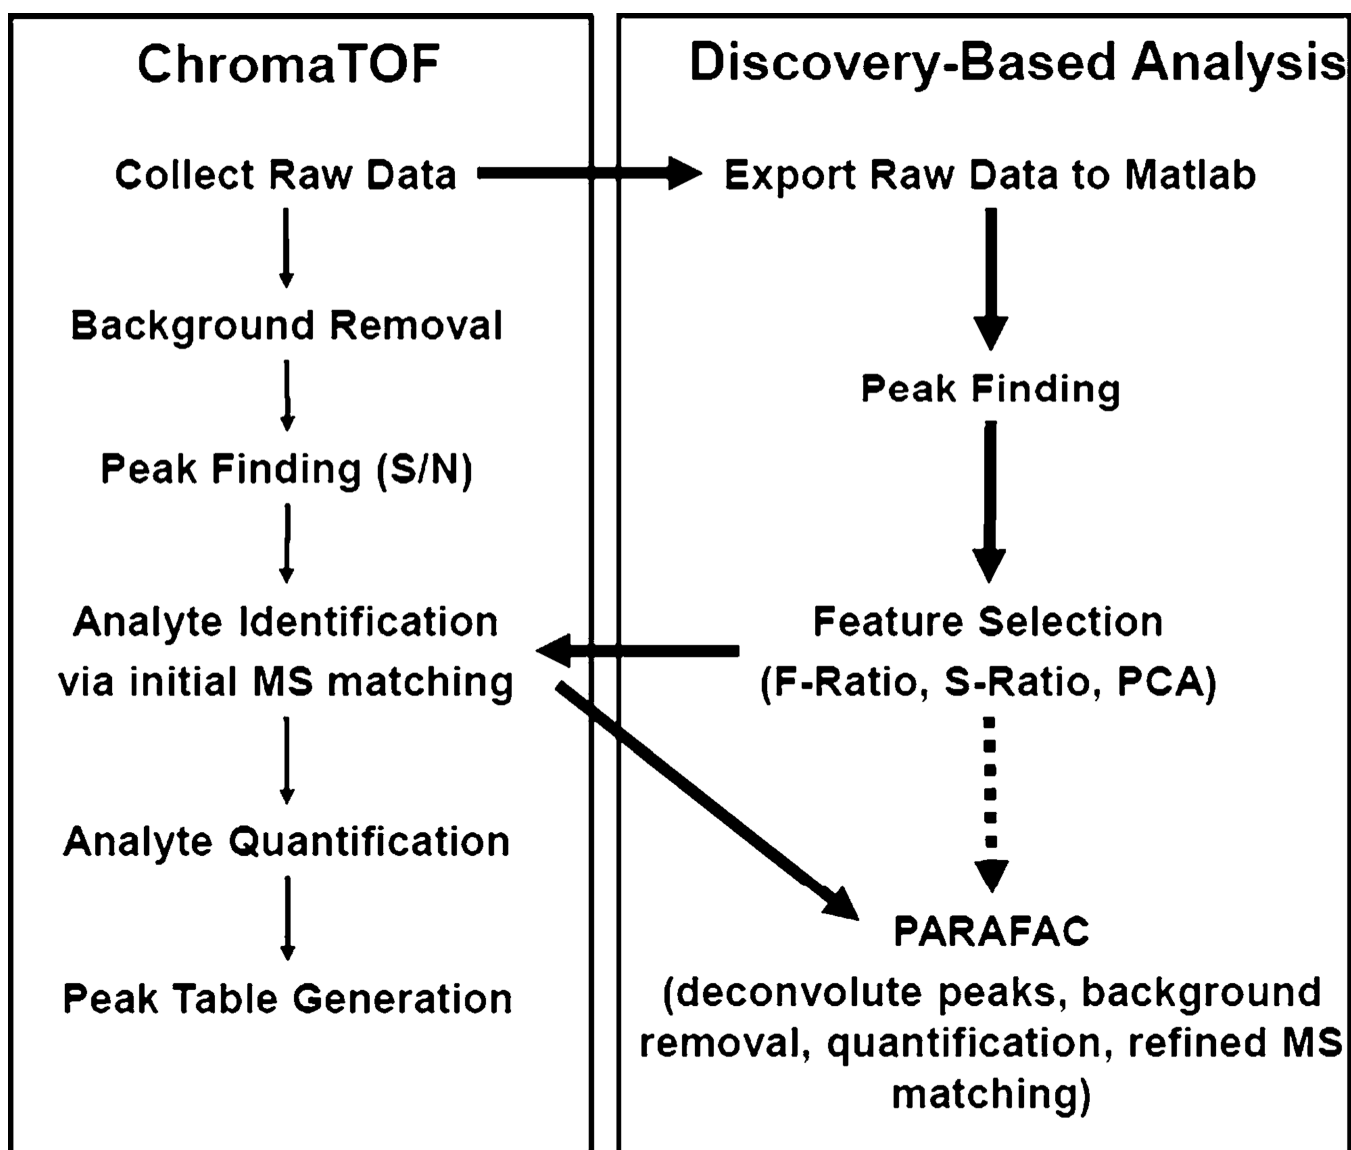 ChromaTOF
Collect Raw Data
Background Removal
Peak Finding (S/N)
Analyte Identification
via initial MS matching
Analyte Quantification
Peak Table Generation
Discovery-Based Analysis
Export Raw Data to Matlab
Peak Finding
Feature Selection
(F-Ratio, S-Ratio, PCA)
PARAFAC
(deconvolute peaks, background
removal, quantification, refined MS
matching)